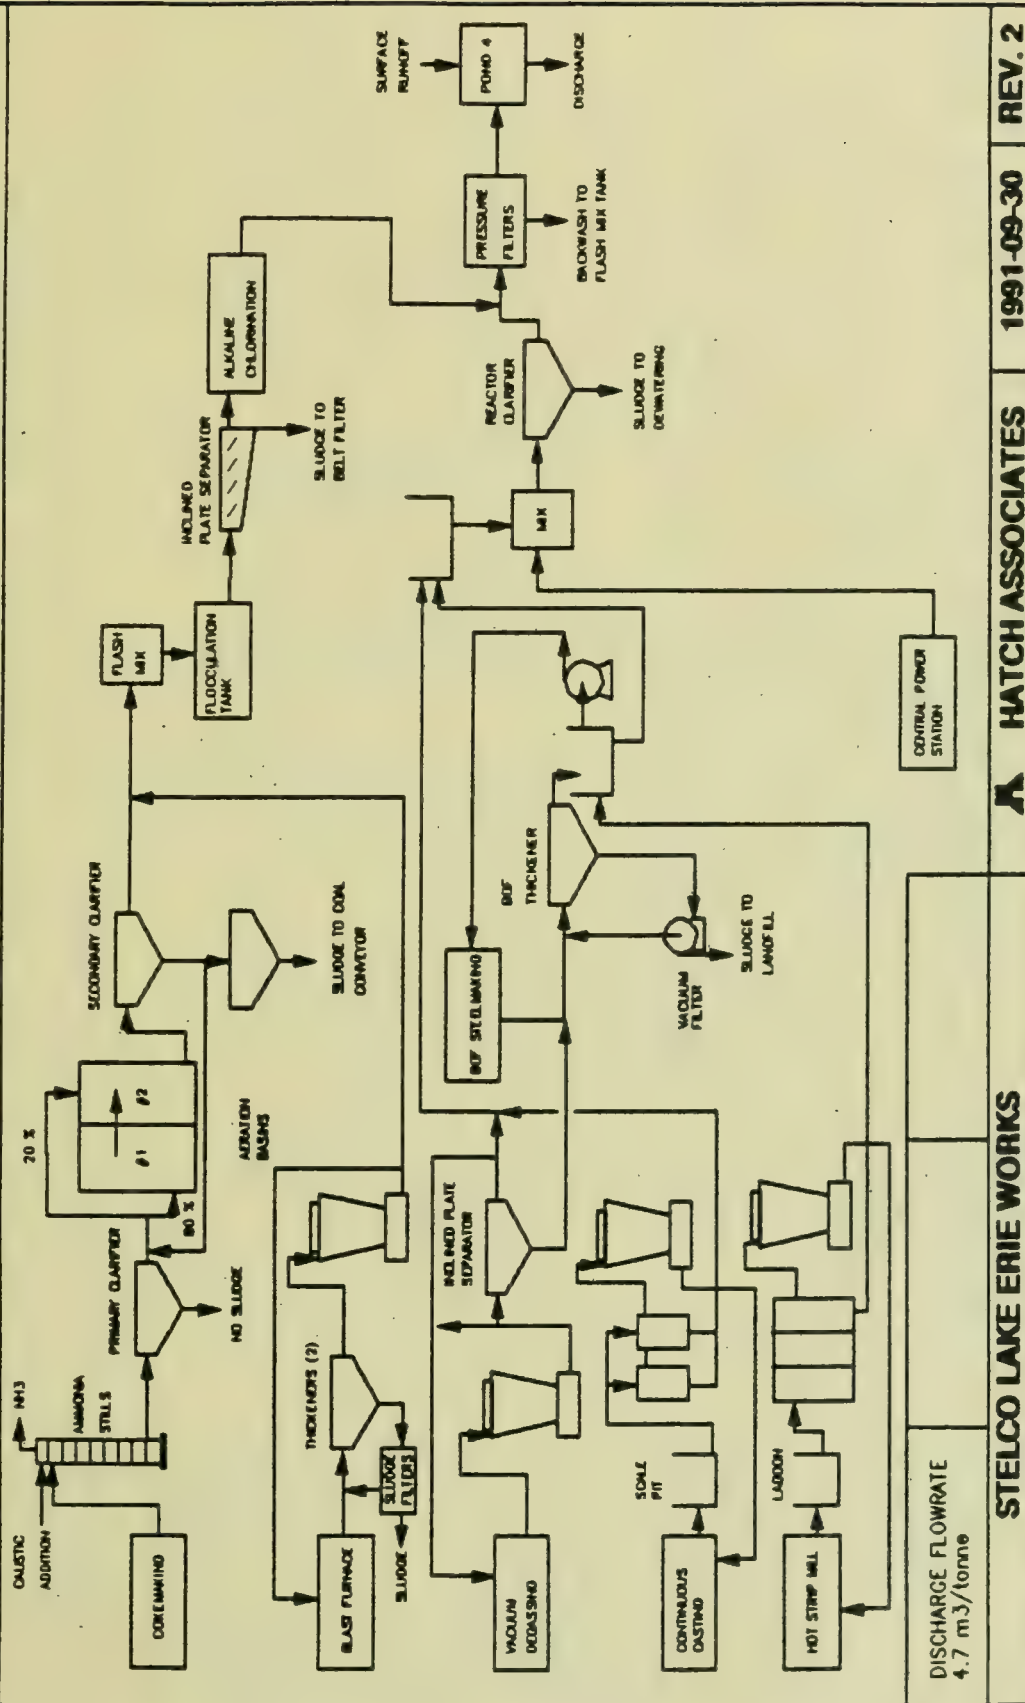 CAUSTIC
ADDITION
NH3
AMMONIA
STILLS
COKEMAKING
PRIMARY CLARIFIER
NO SLUDGE
20 %
80 %
#1
#2
AERATION
BASINS
SECONDARY CLARIFIER
SLUDGE TO COAL
CONVEYOR
FLASH
MIX
FLOCCULATION
TANK
INCLINED
PLATE SEPARATOR
SLUDGE TO
BELT FILTER
ALKALINE
CHLORINATION
SURFACE
RUNOFF
POND 4
DISCHARGE
PRESSURE
FILTERS
BACKWASH TO
FLASH MIX TANK
REACTOR
CLARIFIER
SLUDGE TO
DEWATERING
MIX
BLAST FURNACE
THICKENERS (2)
SLUDGE
FILTERS
SLUDGE
VACUUM
DEGASSING
INCLINED PLATE
SEPARATOR
BOF STEELMAKING
BOF
THICKENER
VACUUM
FILTER
SLUDGE TO
LANDFILL
CONTINUOUS
CASTING
SCALE
PIT
HOT STRIP MILL
LAGOON
CENTRAL POWER
STATION
DISCHARGE FLOWRATE
4.7 m3/tonne
STELCO LAKE ERIE WORKS
HATCH ASSOCIATES
1991-09-30
REV. 2